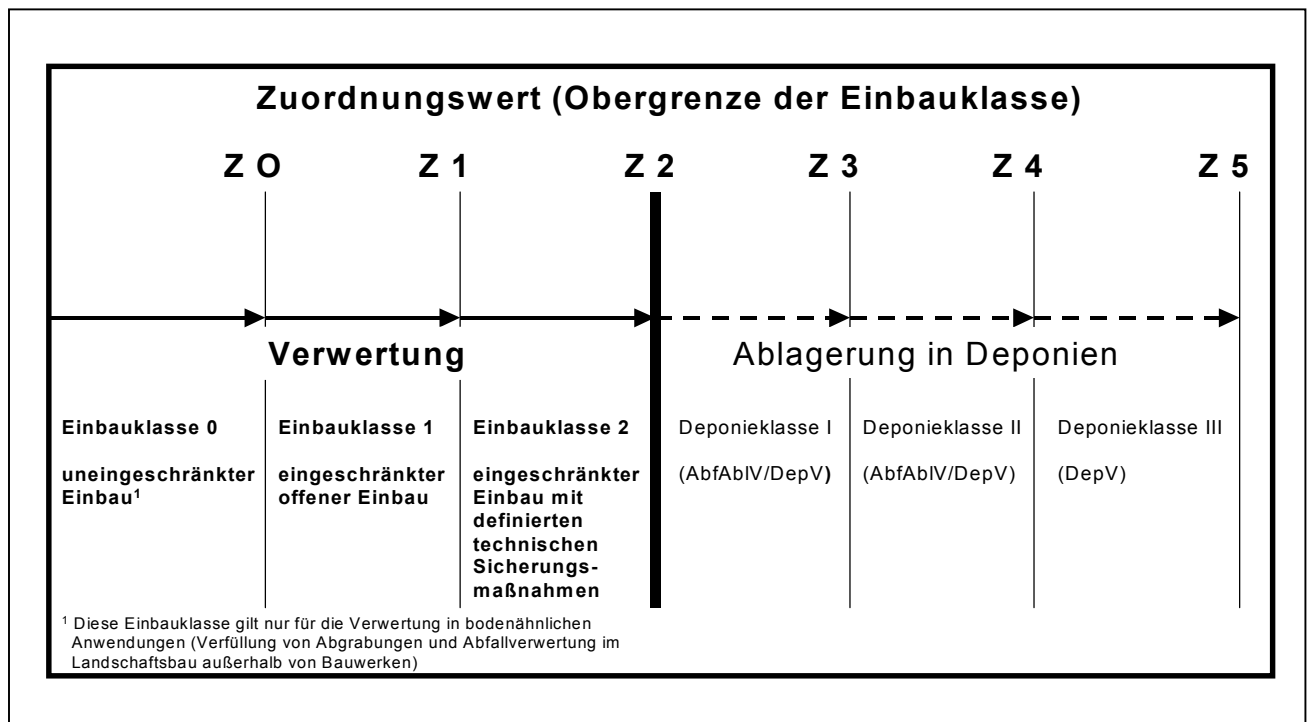 Zuordnungswert (Obergrenze der Einbauklasse)
Z O Z 1 Z 2 Z 3 Z 4 Z 5
Verwertung
Ablagerung in Deponien
Einbauklasse 0
uneingeschränkter
Einbau¹
Einbauklasse 1
eingeschränkter
offener Einbau
Einbauklasse 2
eingeschränkter
Einbau mit
definierten
technischen
Sicherungs-
maßnahmen
Deponieklasse I
(AbfAblV/DepV)
Deponieklasse II
(AbfAblV/DepV)
Deponieklasse III
(DepV)
¹ Diese Einbauklasse gilt nur für die Verwertung in bodenähnlichen
Anwendungen (Verfüllung von Abgrabungen und Abfallverwertung im
Landschaftsbau außerhalb von Bauwerken)